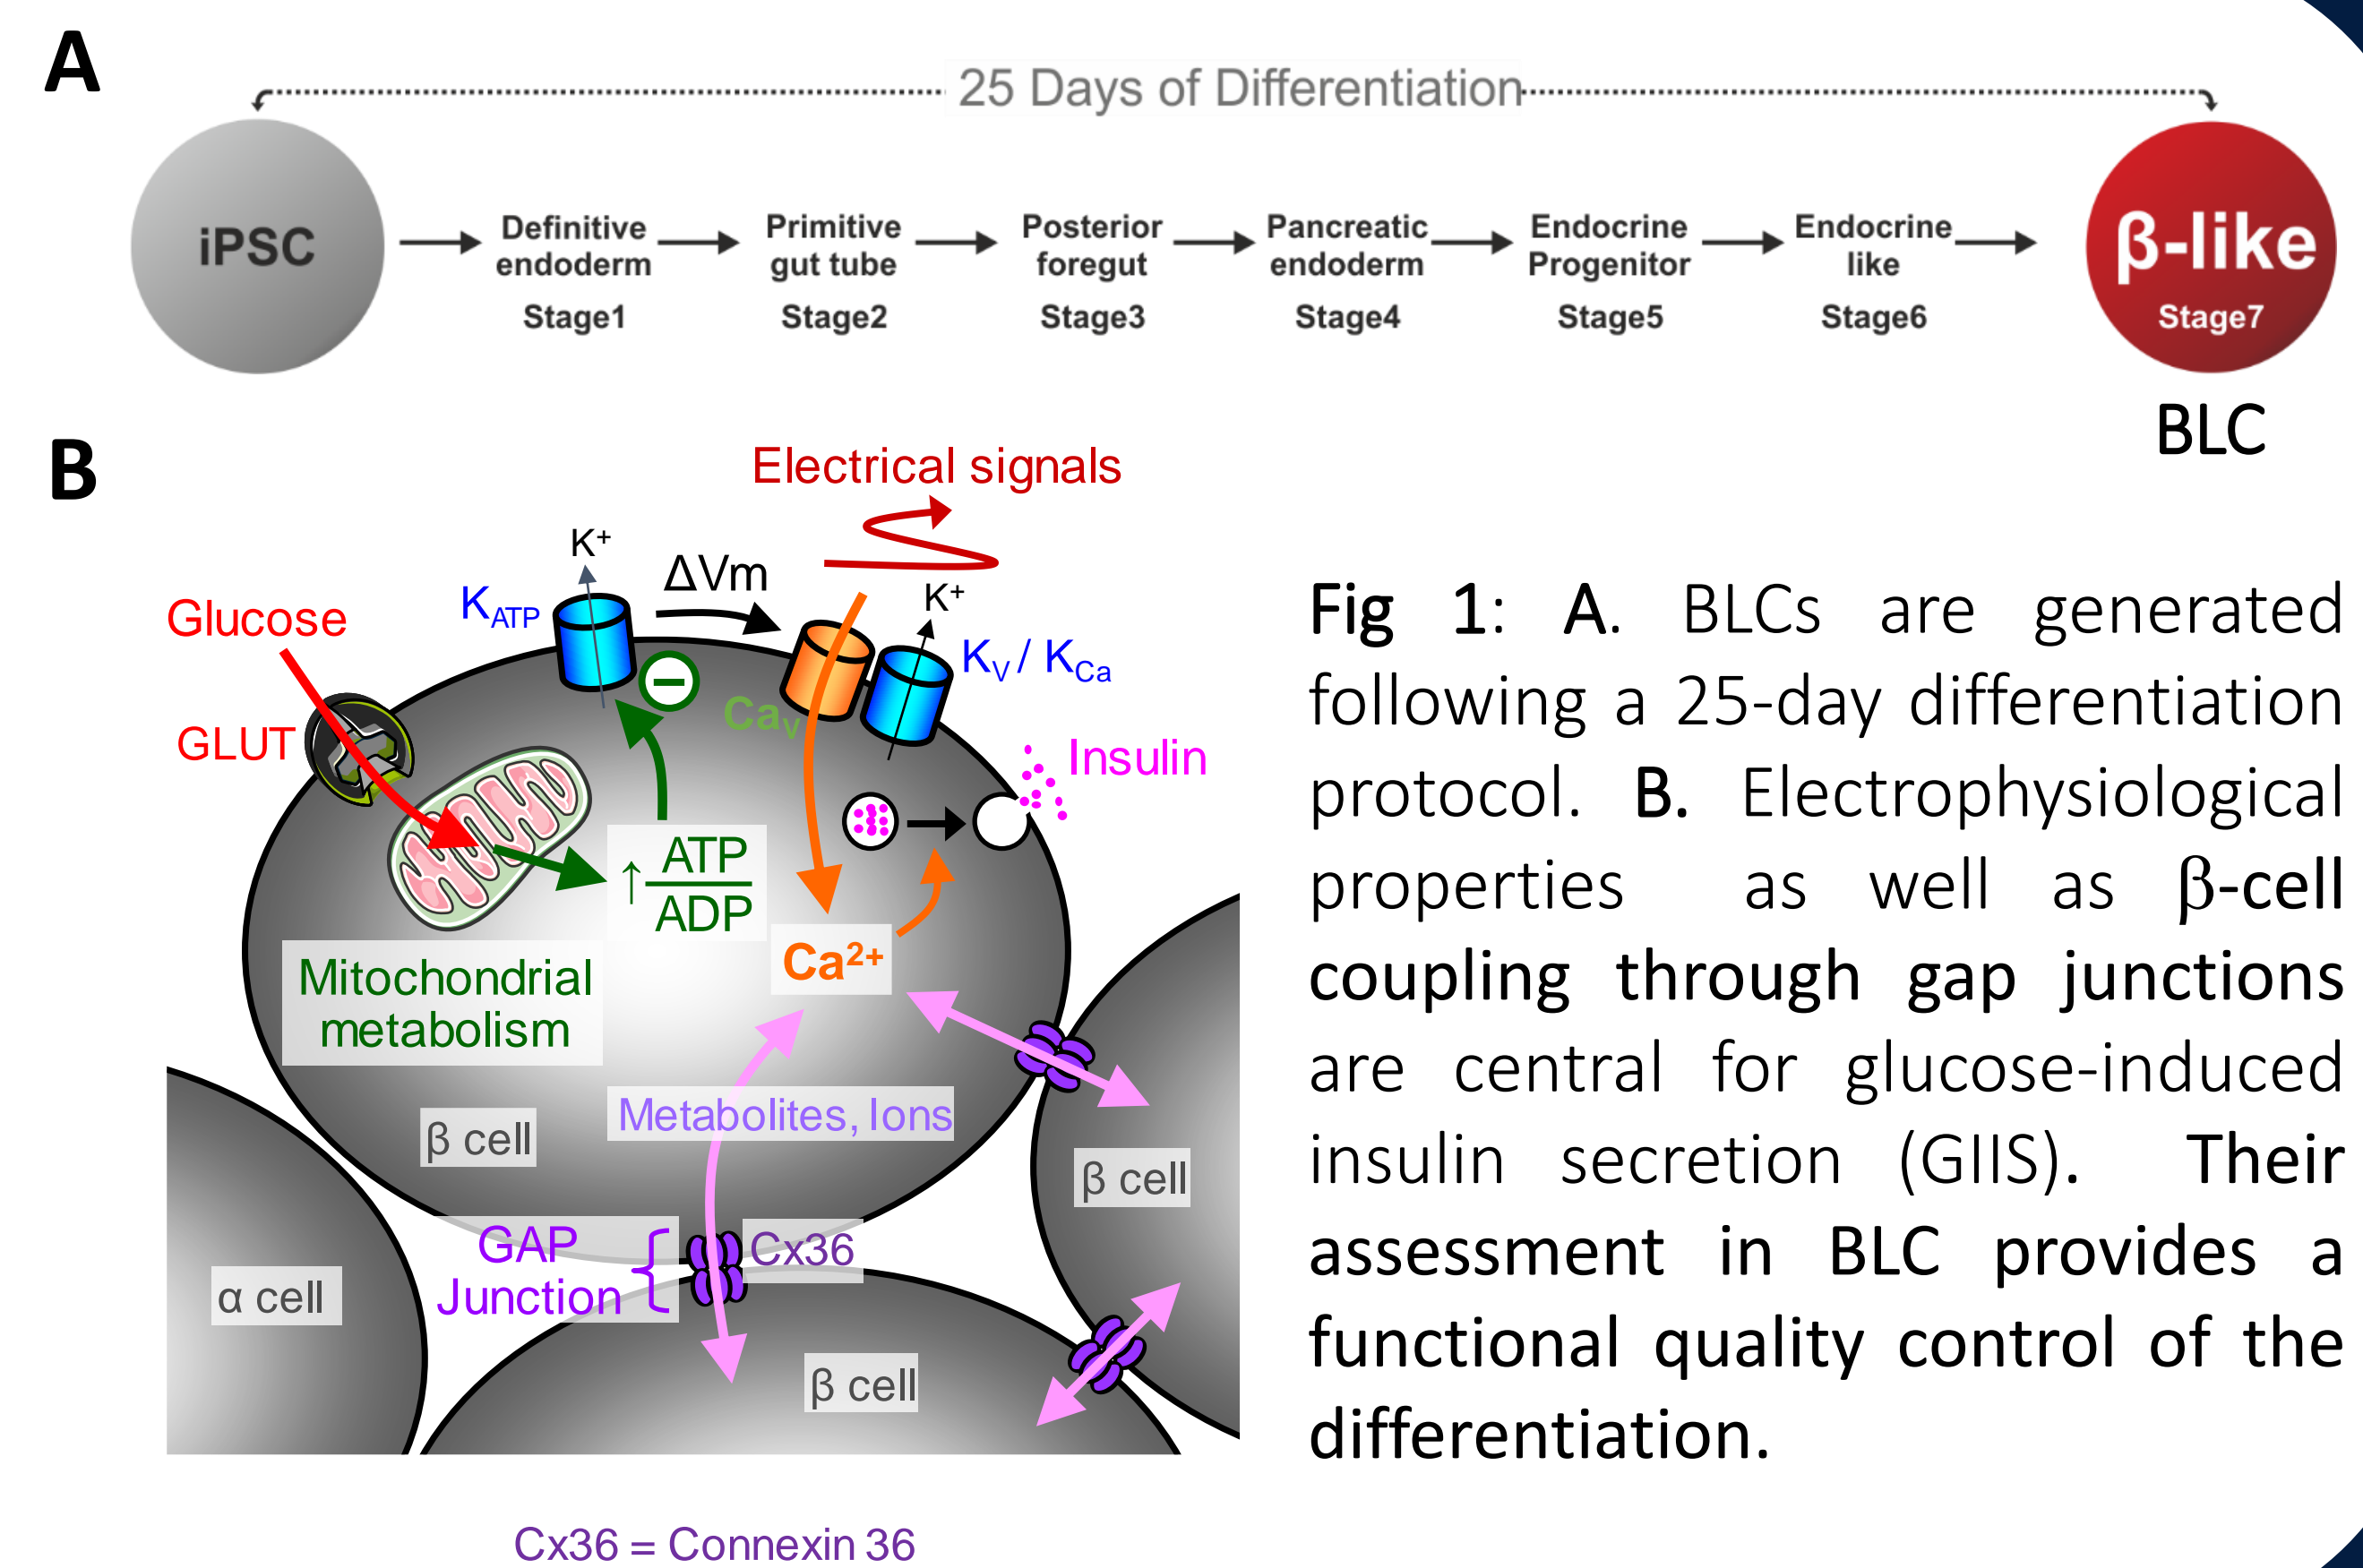 A
25 Days of Differentiation
iPSC
Definitive
endoderm
Stage1
Primitive
gut tube
Stage2
Posterior
foregut
Stage3
Pancreatic
endoderm
Stage4
Endocrine
Progenitor
Stage5
Endocrine
like
Stage6
β-like
Stage7
BLC
B
Electrical signals
K+
ΔVm
KATP
K+
KV / KCa
Glucose
GLUT
CaV
Insulin
↑ ATP
ADP
Ca2+
Mitochondrial
metabolism
Metabolites, Ions
β cell
β cell
GAP
Junction
Cx36
α cell
β cell
Cx36 = Connexin 36
Fig 1: A. BLCs are generated
following a 25-day differentiation
protocol. B. Electrophysiological
properties as well as β-cell
coupling through gap junctions
are central for glucose-induced
insulin secretion (GIIS). Their
assessment in BLC provides a
functional quality control of the
differentiation.